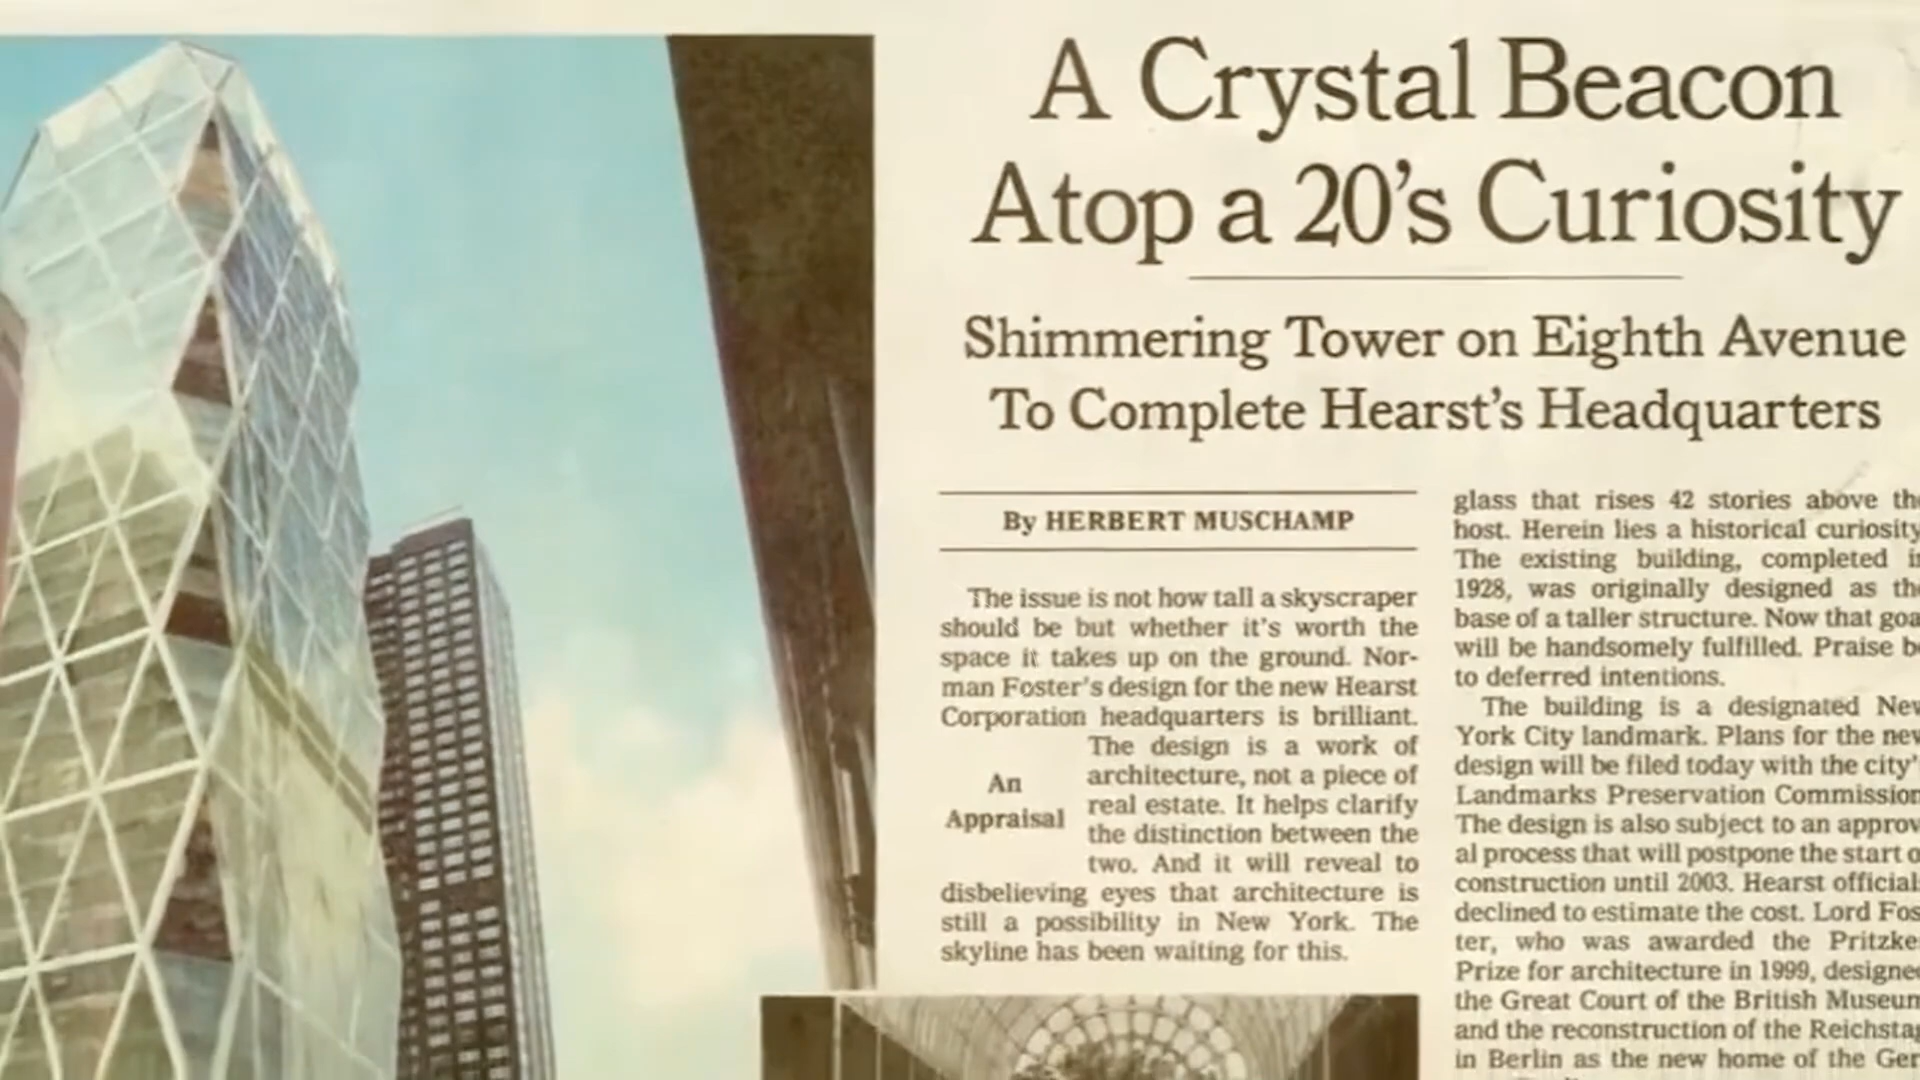 A Crystal Beacon
Atop a 20's Curiosity
Shimmering Tower on Eighth Avenue
To Complete Hearst's Headquarters
By HERBERT MUSCHAMP
The issue is not how tall a skyscraper
should be but whether it's worth the
space it takes up on the ground. Nor-
man Foster's design for the new Hearst
Corporation headquarters is brilliant.
The design is a work of
architecture, not a piece of
real estate. It helps clarify
the distinction between the
two. And it will reveal to
An
Appraisal
disbelieving eyes that architecture is
still a possibility in New York. The
skyline has been waiting for this.
glass that rises 42 stories above the
host. Herein lies a historical curiosity
The existing building, completed in
1928, was originally designed as the
base of a taller structure. Now that goa
will be handsomely fulfilled. Praise be
to deferred intentions.
The building is a designated New
York City landmark. Plans for the new
design will be filed today with the city'
Landmarks Preservation Commission
The design is also subject to an approv
al process that will postpone the start o
construction until 2003. Hearst officials
declined to estimate the cost. Lord Fos
ter, who was awarded the Pritzke
Prize for architecture in 1999, designed
the Great Court of the British Museum
and the reconstruction of the Reichstag
in Berlin as the new home of the Ger